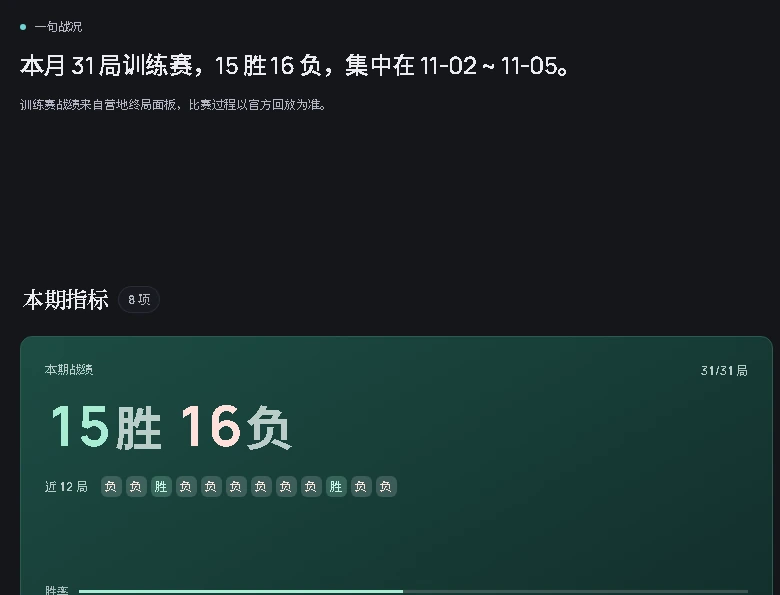 一句战况
本月 31 局训练赛，15 胜 16 负，集中在 11-02 ~ 11-05。
训练赛战绩来自营地终局面板，比赛过程以官方回放为准。
本期指标 8 项
本期战绩 31/31 局
15胜 16负
近 12 局 负 负 胜 负 负 负 负 负 负 胜 负 负
胜率